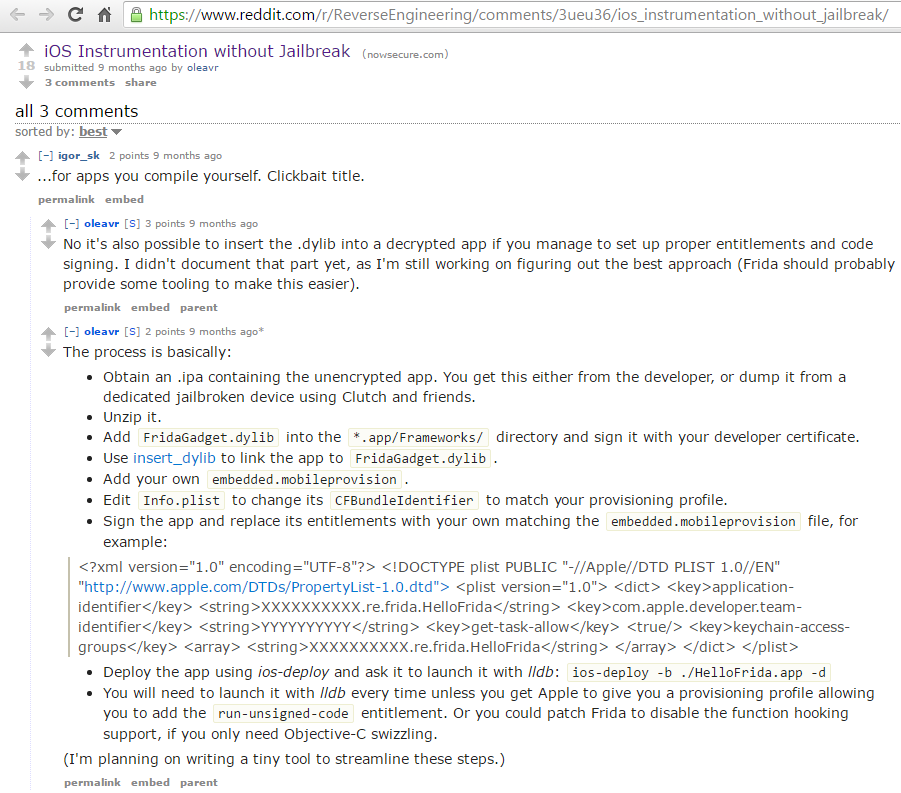 https://www.reddit.com/r/ReverseEngineering/comments/3ueu36/ios_instrumentation_without_jailbreak/
iOS Instrumentation without Jailbreak (nowsecure.com)
18
submitted 9 months ago by oleavr
3 comments share
all 3 comments
sorted by: best
[-] igor_sk 2 points 9 months ago
...for apps you compile yourself. Clickbait title.
permalink embed
[-] oleavr [S] 3 points 9 months ago
No it's also possible to insert the .dylib into a decrypted app if you manage to set up proper entitlements and code
signing. I didn't document that part yet, as I'm still working on figuring out the best approach (Frida should probably
provide some tooling to make this easier).
permalink embed parent
[-] oleavr [S] 2 points 9 months ago*
The process is basically:
• Obtain an .ipa containing the unencrypted app. You get this either from the developer, or dump it from a
dedicated jailbroken device using Clutch and friends.
• Unzip it.
• Add FridaGadget.dylib into the *.app/Frameworks/ directory and sign it with your developer certificate.
• Use insert_dylib to link the app to FridaGadget.dylib.
• Add your own embedded.mobileprovision.
• Edit Info.plist to change its CFBundleIdentifier to match your provisioning profile.
• Sign the app and replace its entitlements with your own matching the embedded.mobileprovision file, for
example:
<?xml version="1.0" encoding="UTF-8"?> <!DOCTYPE plist PUBLIC "-//Apple//DTD PLIST 1.0//EN"
"http://www.apple.com/DTDs/PropertyList-1.0.dtd"> <plist version="1.0"> <dict> <key>application-
identifier</key> <string>XXXXXXXXXX.re.frida.HelloFrida</string> <key>com.apple.developer.team-
identifier</key> <string>YYYYYYYYYY</string> <key>get-task-allow</key> <true/> <key>keychain-access-
groups</key> <array> <string>XXXXXXXXXX.re.frida.HelloFrida</string> </array> </dict> </plist>
• Deploy the app using ios-deploy and ask it to launch it with lldb: ios-deploy -b ./HelloFrida.app -d
• You will need to launch it with lldb every time unless you get Apple to give you a provisioning profile allowing
you to add the run-unsigned-code entitlement. Or you could patch Frida to disable the function hooking
support, if you only need Objective-C swizzling.
(I'm planning on writing a tiny tool to streamline these steps.)
permalink embed parent